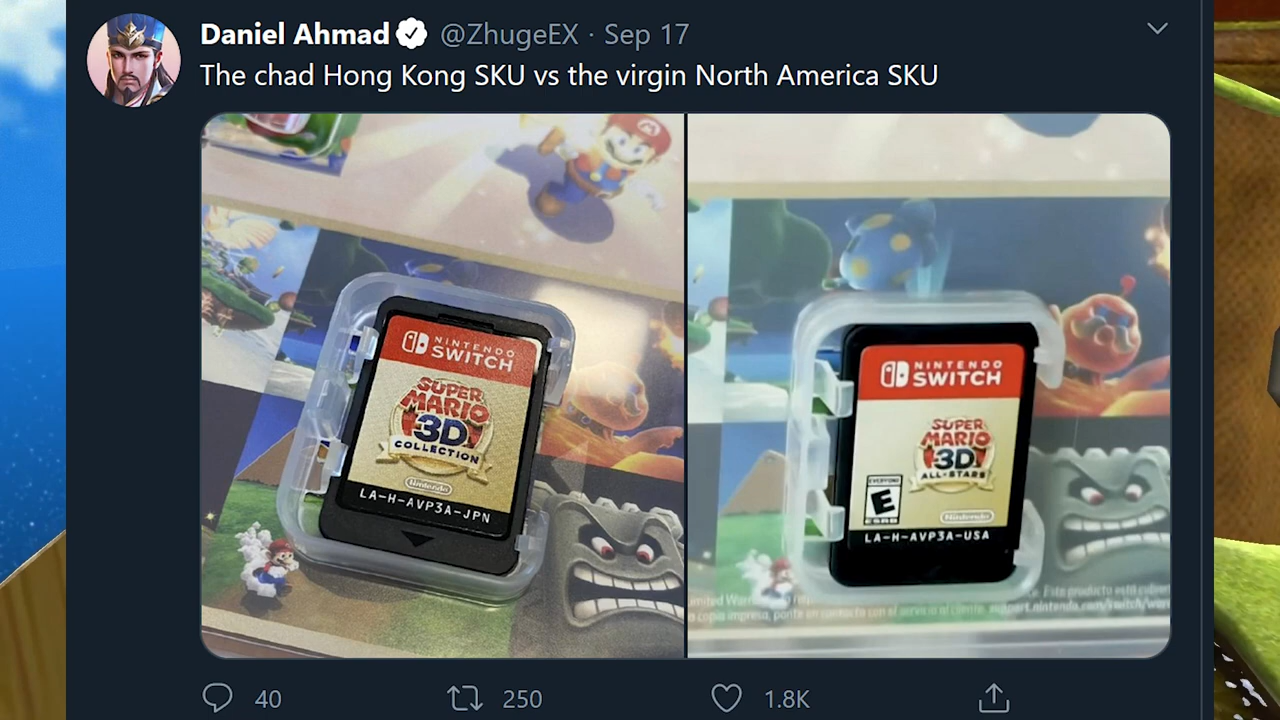 Daniel Ahmad @ZhugeEX · Sep 17
The chad Hong Kong SKU vs the virgin North America SKU
NINTENDO
SWITCH
SUPER
MARIO
3D
COLLECTION
Nintendo
LA-H-AVP3A-JPN
NINTENDO
SWITCH
SUPER
MARIO
3D
ALL-STARS
EVERYONE
E
ESRB
Nintendo
LA-H-AVP3A-USA
40 250 1.8K